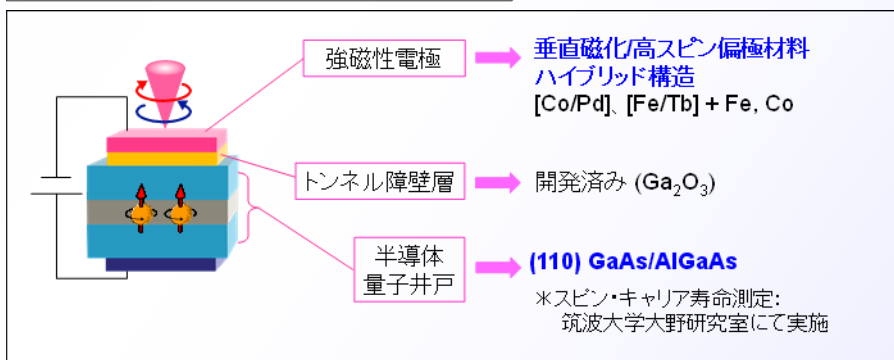 強磁性電極
垂直磁化/高スピン偏極材料
ハイブリッド構造
[Co/Pd]、[Fe/Tb] + Fe, Co
トンネル障壁層
開発済み (Ga₂O₃)
半導体
量子井戸
(110) GaAs/AlGaAs
*スピン・キャリア寿命測定:
筑波大学大野研究室にて実施